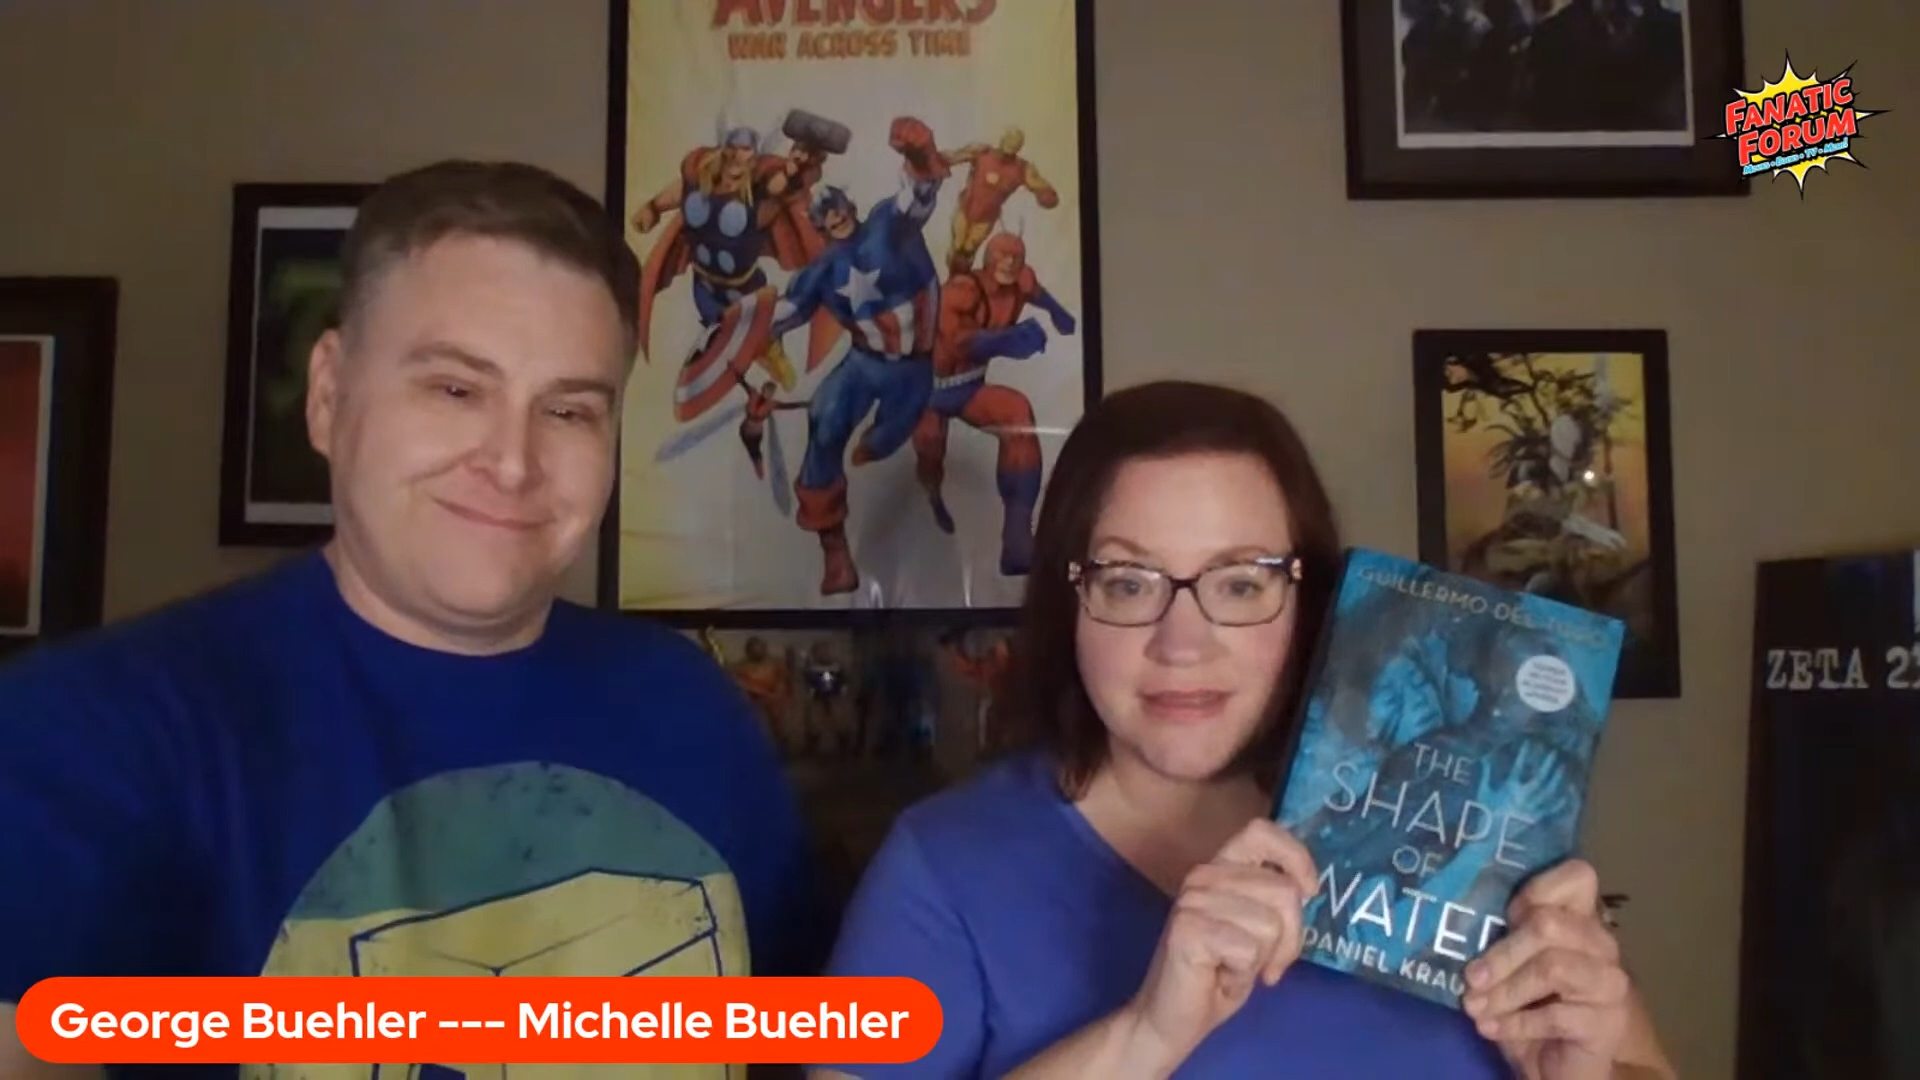 AVENGERS
WAR ACROSS TIME
FANATIC
FORUM
GUILLERMO DEL TORO
THE
SHAPE
OF
WATER
DANIEL KRAU
ZETA 21
George Buehler --- Michelle Buehler